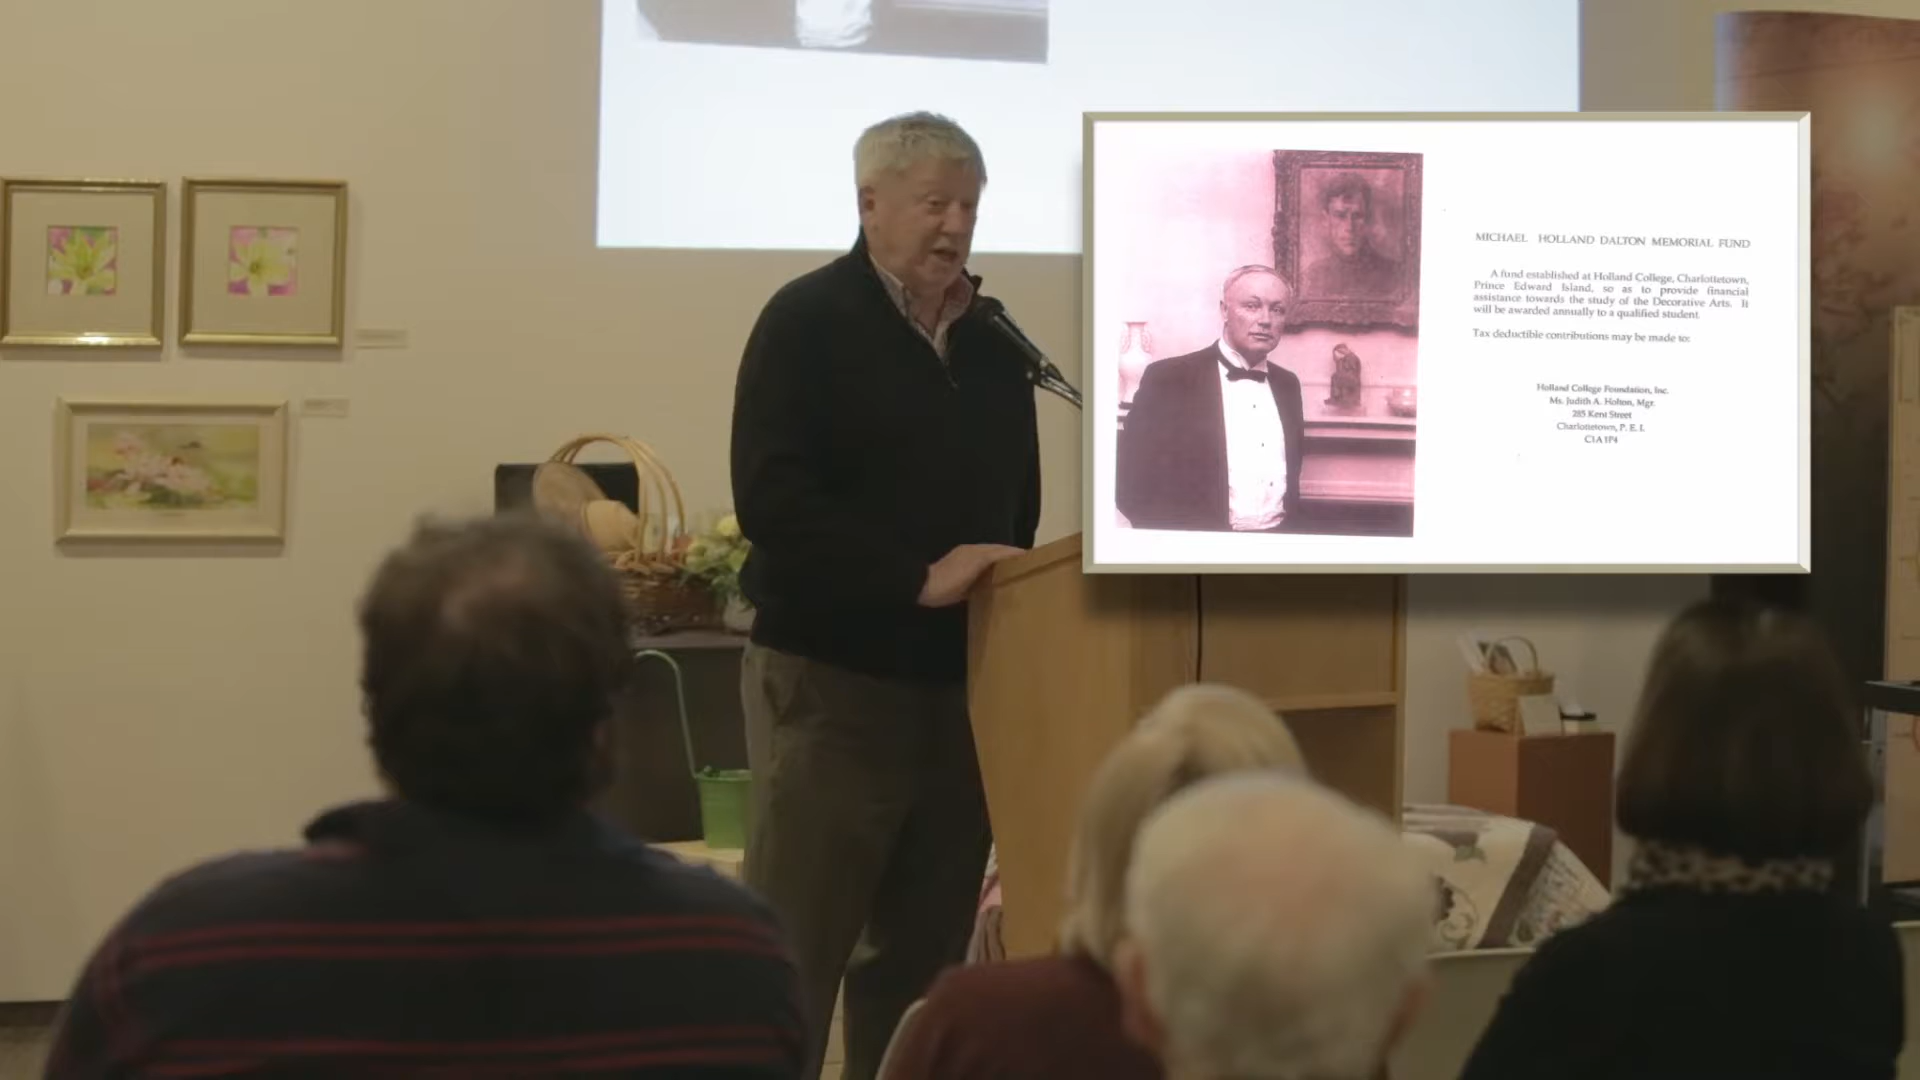 MICHAEL HOLLAND DALTON MEMORIAL FUND
A fund established at Holland College, Charlottetown,
Prince Edward Island, so as to provide financial
assistance towards the study of the Decorative Arts. It
will be awarded annually to a qualified student
Tax deductible contributions may be made to:
Holland College Foundation, Inc.
Ms. Judith A. Holton, Mgr.
285 Kent Street
Charlottetown, P. E. I.
C1A 1P4